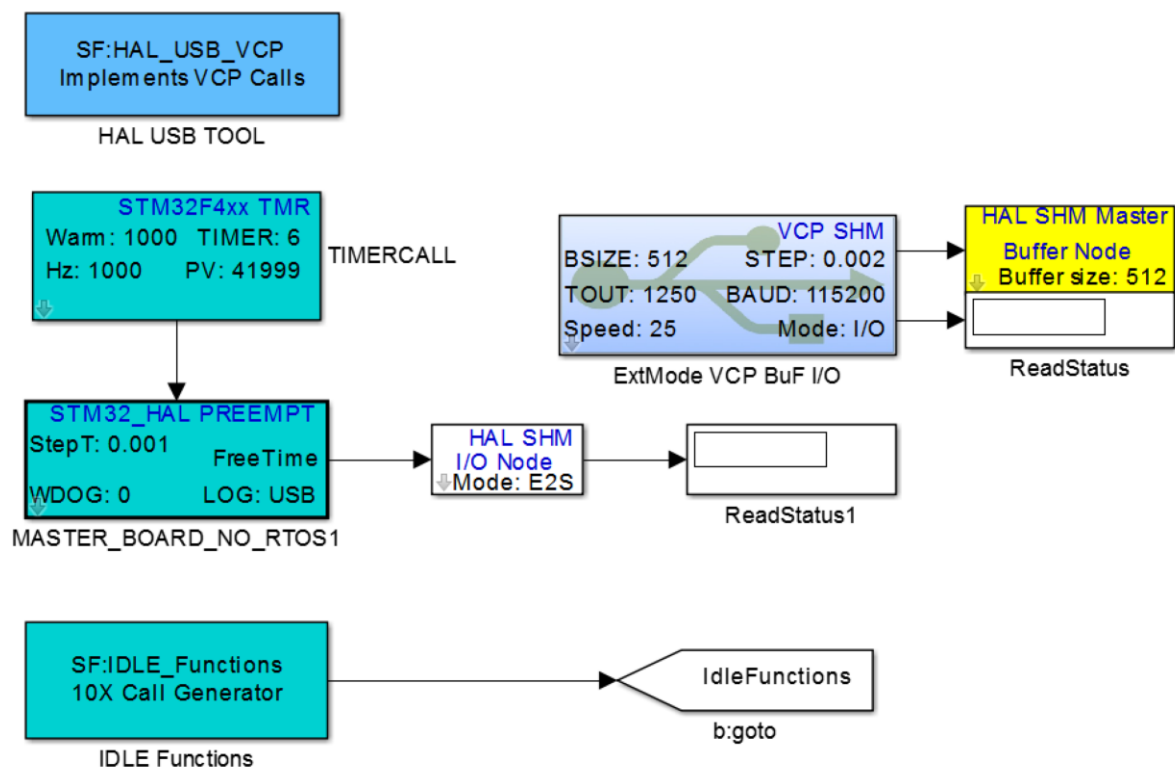 SF:HAL_USB_VCP
Implements VCP Calls
HAL USB TOOL
STM32F4xx TMR
Warm: 1000 TIMER: 6
Hz: 1000 PV: 41999
TIMERCALL
VCP SHM
BSIZE: 512 STEP: 0.002
TOUT: 1250 BAUD: 115200
Speed: 25 Mode: I/O
ExtMode VCP BuF I/O
HAL SHM Master
Buffer Node
Buffer size: 512
ReadStatus
STM32_HAL PREEMPT
StepT: 0.001
FreeTime
WDOG: 0 LOG: USB
MASTER_BOARD_NO_RTOS1
HAL SHM
I/O Node
Mode: E2S
ReadStatus1
SF:IDLE_Functions
10X Call Generator
IDLE Functions
IdleFunctions
b:goto